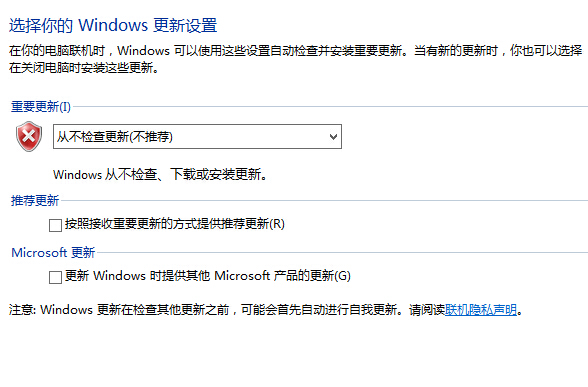 选择你的 Windows 更新设置
在你的电脑联机时，Windows 可以使用这些设置自动检查并安装重要更新。当有新的更新时，你也可以选择
在关闭电脑时安装这些更新。
重要更新(I)
从不检查更新(不推荐)
Windows 从不检查、下载或安装更新。
推荐更新
按照接收重要更新的方式提供推荐更新(R)
Microsoft 更新
更新 Windows 时提供其他 Microsoft 产品的更新(G)
注意: Windows 更新在检查其他更新之前，可能会首先自动进行自我更新。请阅读联机隐私声明。